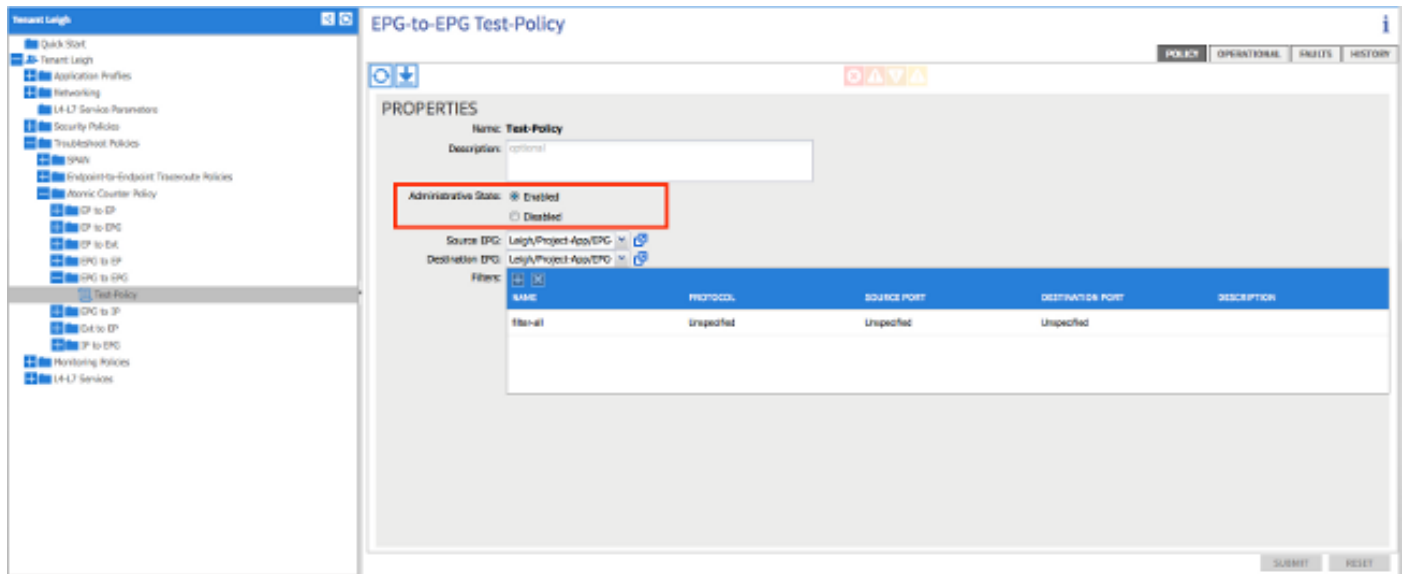 Tenant Leigh
Quick Start
Tenant Leigh
Application Profiles
Networking
L4-L7 Service Parameters
Security Policies
Troubleshoot Policies
SPAN
Endpoint-to-Endpoint Traceroute Policies
Atomic Counter Policy
EP to EP
EP to EPG
EP to Ext
EPG to EP
EPG to EPG
Test-Policy
EPG to IP
Ext to EP
IP to EPG
Monitoring Policies
L4-L7 Services
EPG-to-EPG Test-Policy
i
POLICY OPERATIONAL FAULTS HISTORY
PROPERTIES
Name: Test-Policy
Description: optional
Administrative State: Enabled
Disabled
Source EPG: Leigh/Project-App/EPG-
Destination EPG: Leigh/Project-App/EPG-
Filters:
NAME PROTOCOL SOURCE PORT DESTINATION PORT DESCRIPTION
filter-all Unspecified Unspecified Unspecified
SUBMIT RESET